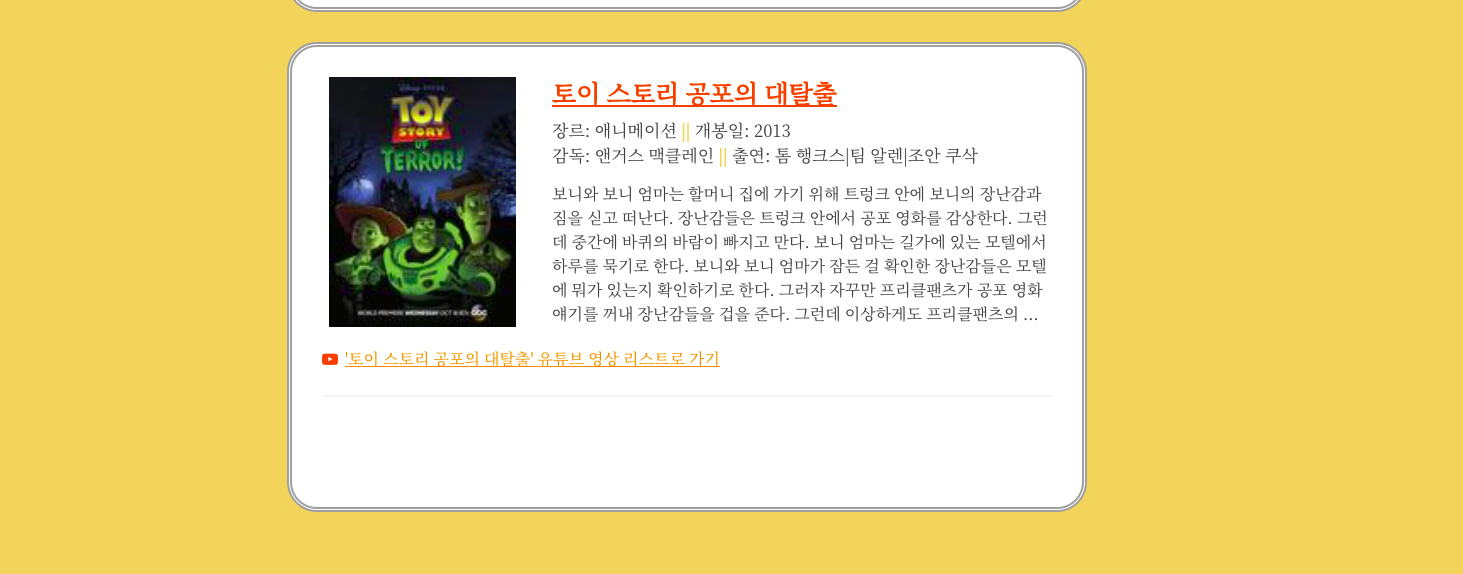 Disney · PIXAR
TOY
STORY
OF
TERROR!
WORLD PREMIERE WEDNESDAY OCT 16 8|7c abc
토이 스토리 공포의 대탈출
장르: 애니메이션 || 개봉일: 2013
감독: 앤거스 맥클레인 || 출연: 톰 행크스|팀 알렌|조안 쿠삭
보니와 보니 엄마는 할머니 집에 가기 위해 트렁크 안에 보니의 장난감과
짐을 싣고 떠난다. 장난감들은 트렁크 안에서 공포 영화를 감상한다. 그런
데 중간에 바퀴의 바람이 빠지고 만다. 보니 엄마는 길가에 있는 모텔에서
하루를 묵기로 한다. 보니와 보니 엄마가 잠든 걸 확인한 장난감들은 모텔
에 뭐가 있는지 확인하기로 한다. 그러자 자꾸만 프리클팬츠가 공포 영화
얘기를 꺼내 장난감들을 겁을 준다. 그런데 이상하게도 프리클팬츠의 ...
'토이 스토리 공포의 대탈출' 유튜브 영상 리스트로 가기